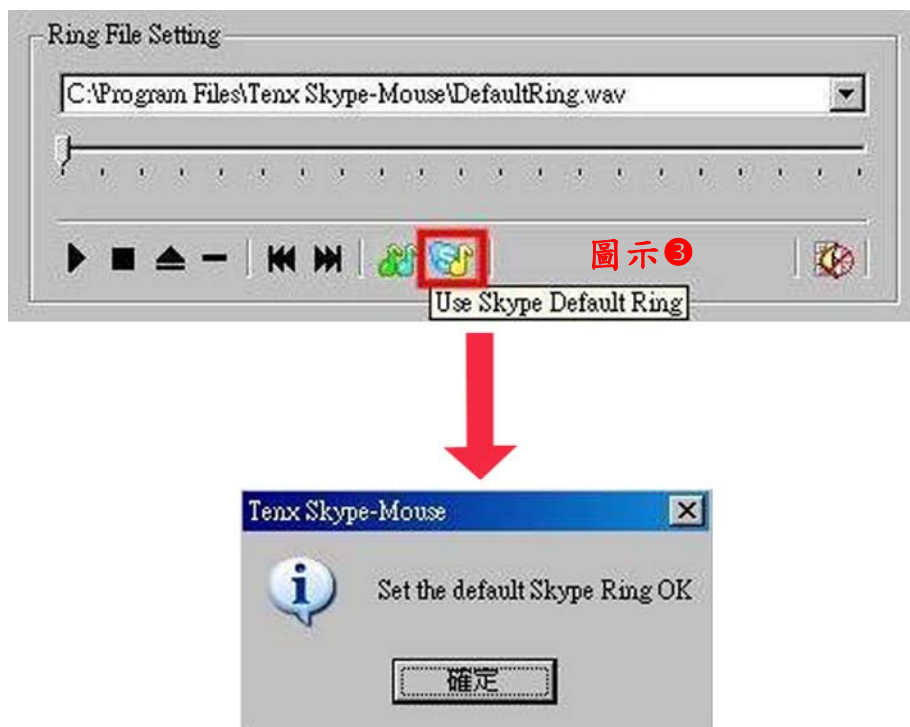 Ring File Setting
C:\Program Files\Tenx Skype-Mouse\DefaultRing.wav
圖示❸
Use Skype Default Ring
Tenx Skype-Mouse
Set the default Skype Ring OK
確定